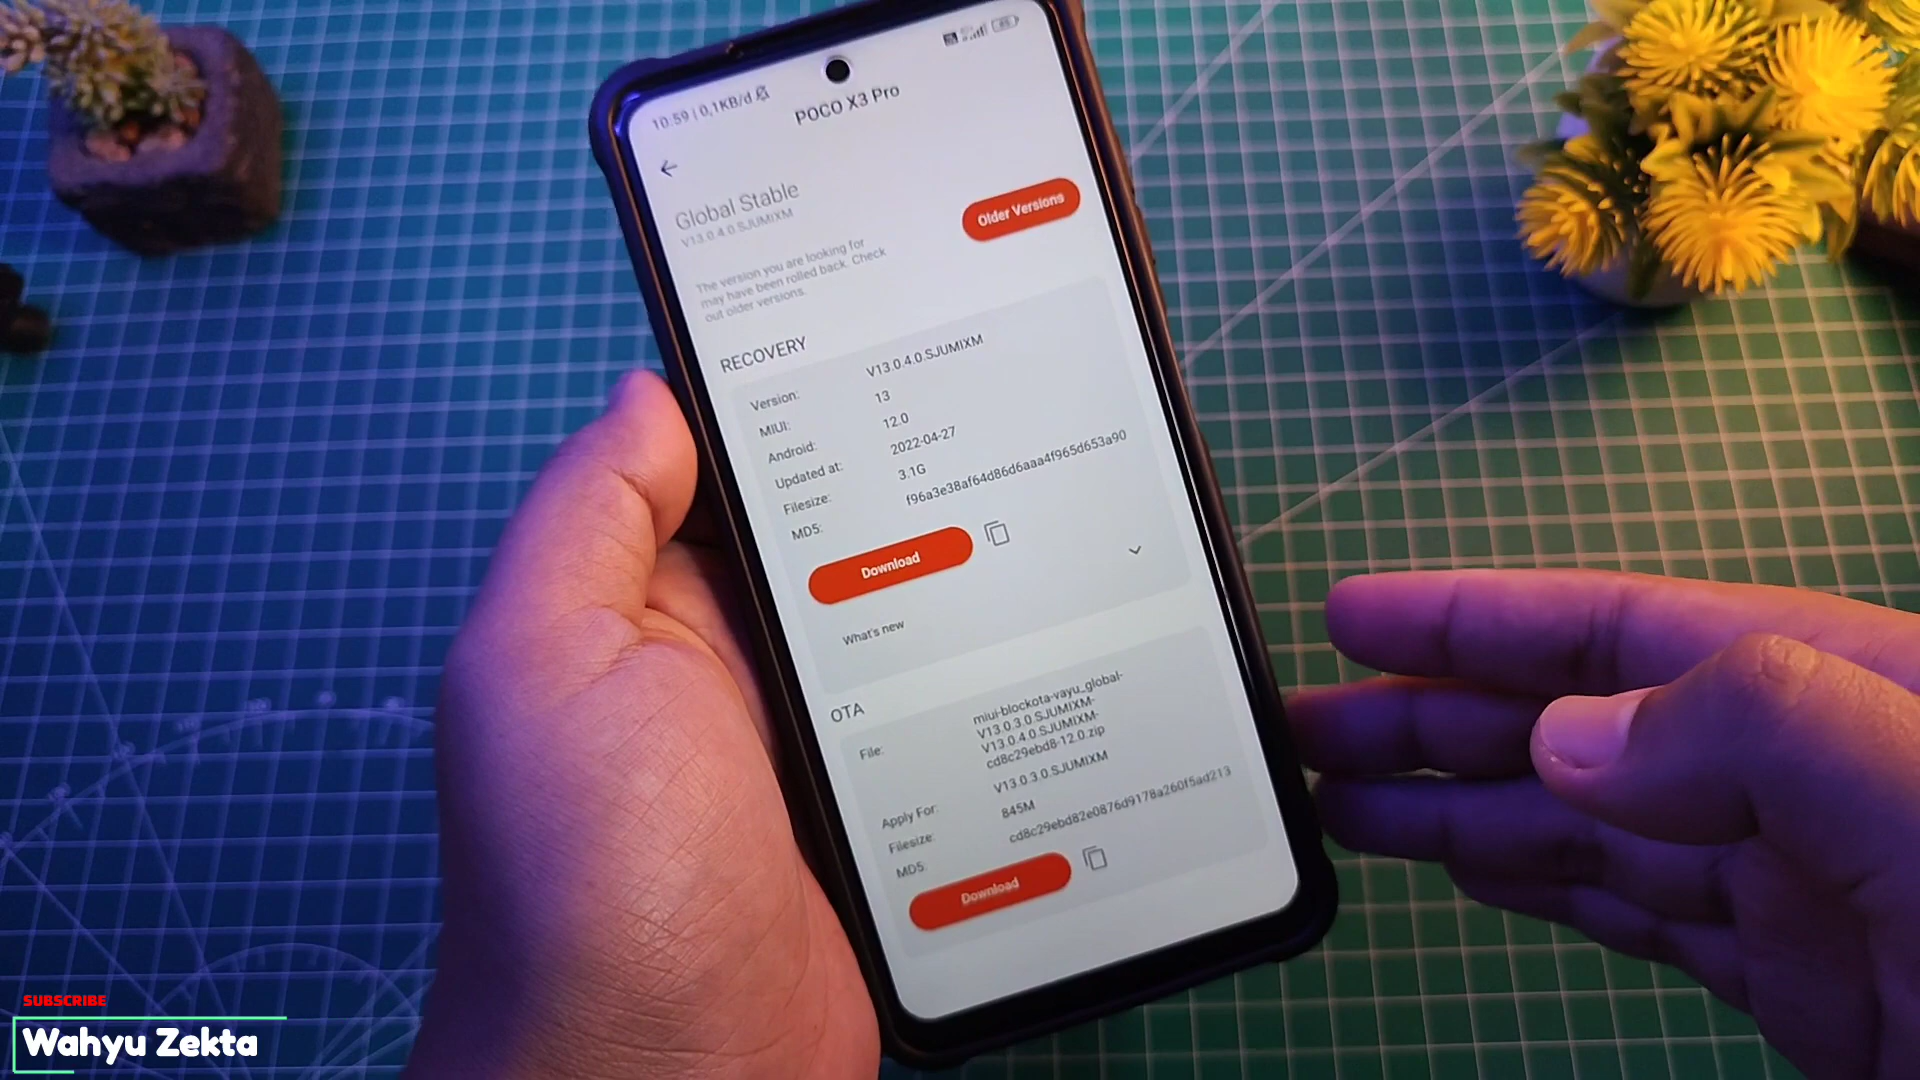 10:59 | 0,1KB/d
POCO X3 Pro
Global Stable
V13.0.4.0.SJUMIXM
Older Versions
The version you are looking for
may have been rolled back. Check
out older versions.
RECOVERY
Version: V13.0.4.0.SJUMIXM
MIUI: 13
Android: 12.0
Updated at: 2022-04-27
Filesize: 3.1G
MD5: f96a3e38af64d86d6aaa4f965d653a90
Download
What's new
OTA
File: miui-blockota-vayu_global-
V13.0.3.0.SJUMIXM-
V13.0.4.0.SJUMIXM-
cd8c29ebd8-12.0.zip
Apply For: V13.0.3.0.SJUMIXM
Filesize: 845M
MD5: cd8c29ebd82e0876d9178a260f5ad213
Download
SUBSCRIBE
Wahyu Zekta